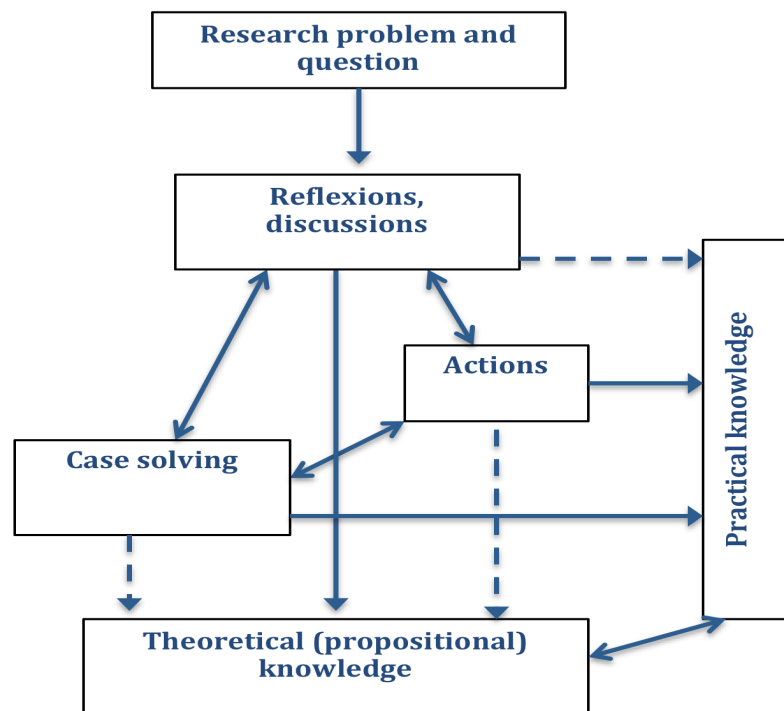 Research problem and
question
Reflexions,
discussions
Actions
Case solving
Practical knowledge
Theoretical (propositional)
knowledge